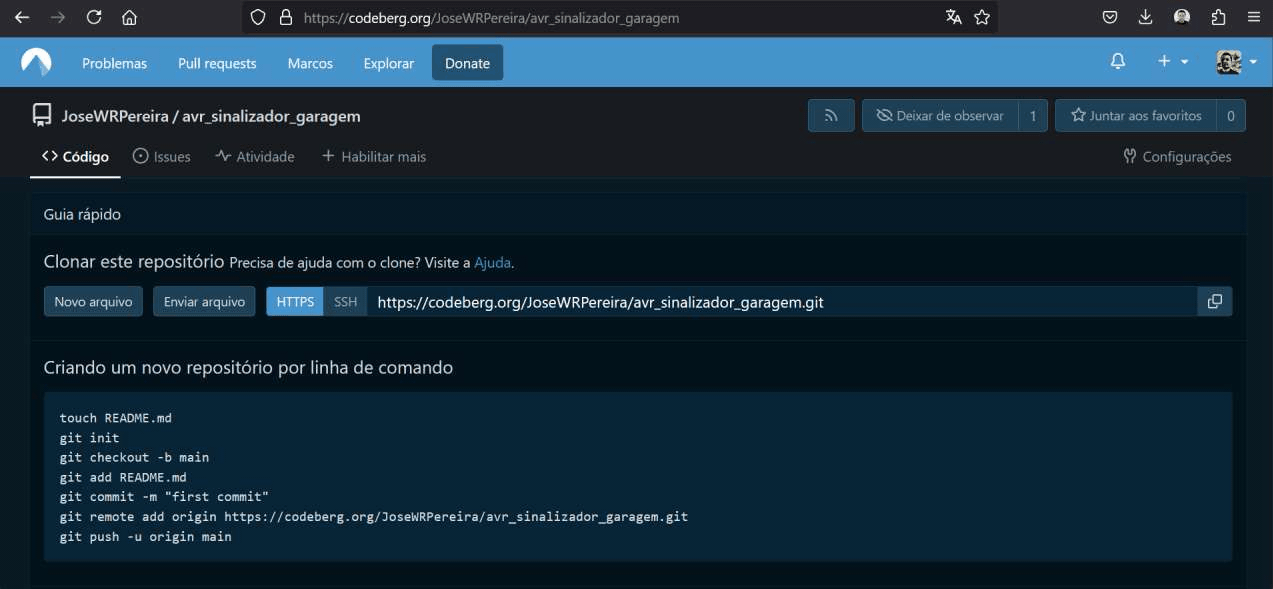 https://codeberg.org/JoseWRPereira/avr_sinalizador_garagem
Problemas Pull requests Marcos Explorar Donate
JoseWRPereira / avr_sinalizador_garagem Deixar de observar 1 Juntar aos favoritos 0
Código Issues Atividade Habilitar mais Configurações
Guia rápido
Clonar este repositório Precisa de ajuda com o clone? Visite a Ajuda.
Novo arquivo Enviar arquivo HTTPS SSH https://codeberg.org/JoseWRPereira/avr_sinalizador_garagem.git
Criando um novo repositório por linha de comando
touch README.md
git init
git checkout -b main
git add README.md
git commit -m "first commit"
git remote add origin https://codeberg.org/JoseWRPereira/avr_sinalizador_garagem.git
git push -u origin main